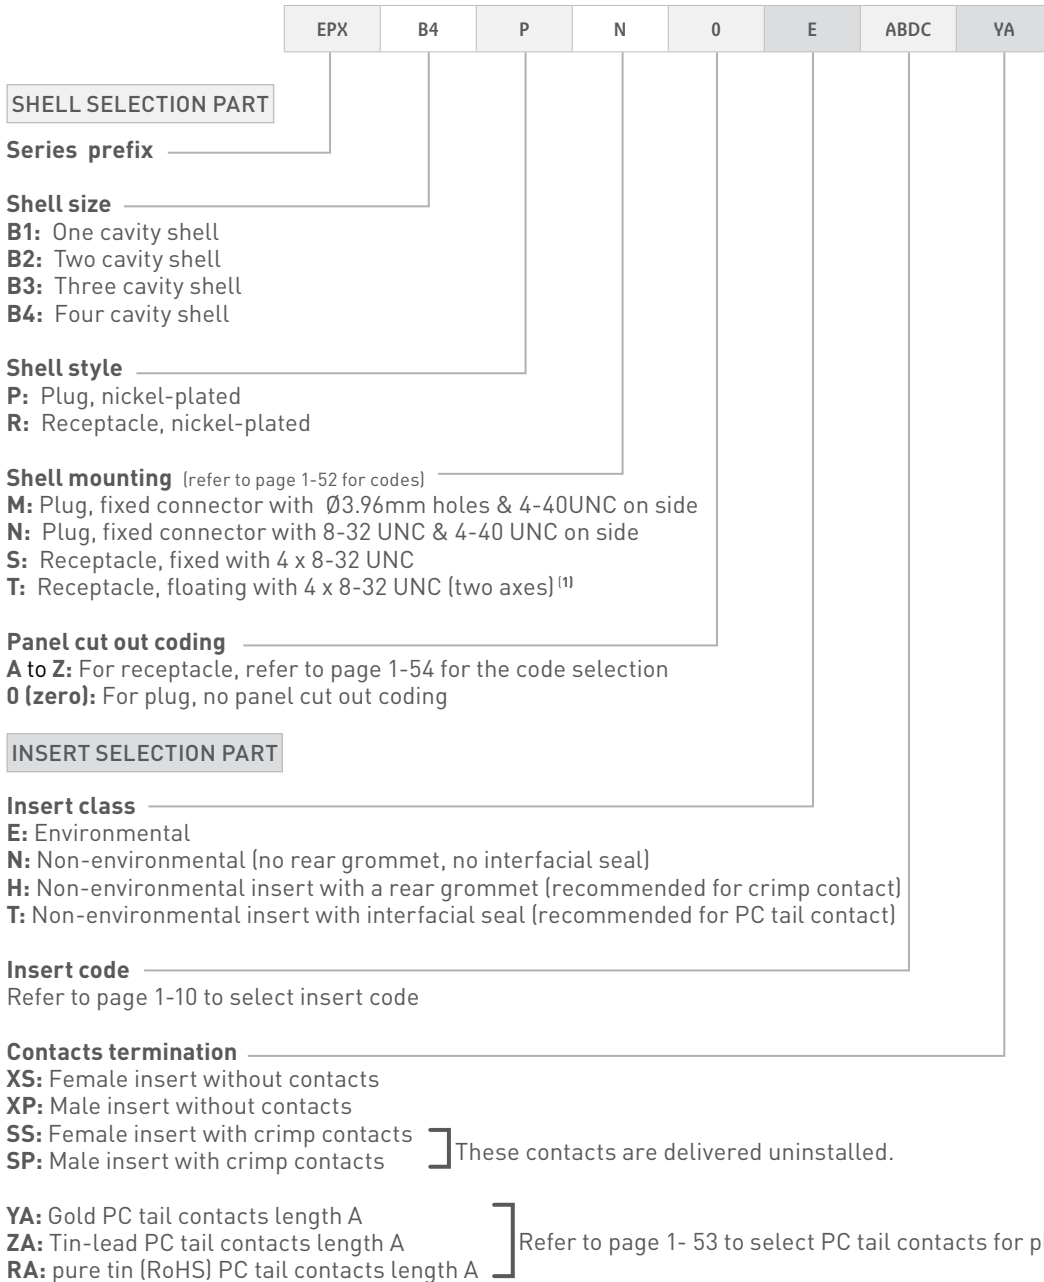 EPX B4 P N 0 E ABDC YA
SHELL SELECTION PART
Series prefix
Shell size
B1: One cavity shell
B2: Two cavity shell
B3: Three cavity shell
B4: Four cavity shell
Shell style
P: Plug, nickel-plated
R: Receptacle, nickel-plated
Shell mounting (refer to page 1-52 for codes)
M: Plug, fixed connector with Ø3.96mm holes & 4-40UNC on side
N: Plug, fixed connector with 8-32 UNC & 4-40 UNC on side
S: Receptacle, fixed with 4 x 8-32 UNC
T: Receptacle, floating with 4 x 8-32 UNC (two axes) (1)
Panel cut out coding
A to Z: For receptacle, refer to page 1-54 for the code selection
0 (zero): For plug, no panel cut out coding
INSERT SELECTION PART
Insert class
E: Environmental
N: Non-environmental (no rear grommet, no interfacial seal)
H: Non-environmental insert with a rear grommet (recommended for crimp contact)
T: Non-environmental insert with interfacial seal (recommended for PC tail contact)
Insert code
Refer to page 1-10 to select insert code
Contacts termination
XS: Female insert without contacts
XP: Male insert without contacts
SS: Female insert with crimp contacts
SP: Male insert with crimp contacts
These contacts are delivered uninstalled.
YA: Gold PC tail contacts length A
ZA: Tin-lead PC tail contacts length A
RA: pure tin (RoHS) PC tail contacts length A
Refer to page 1- 53 to select PC tail contacts for